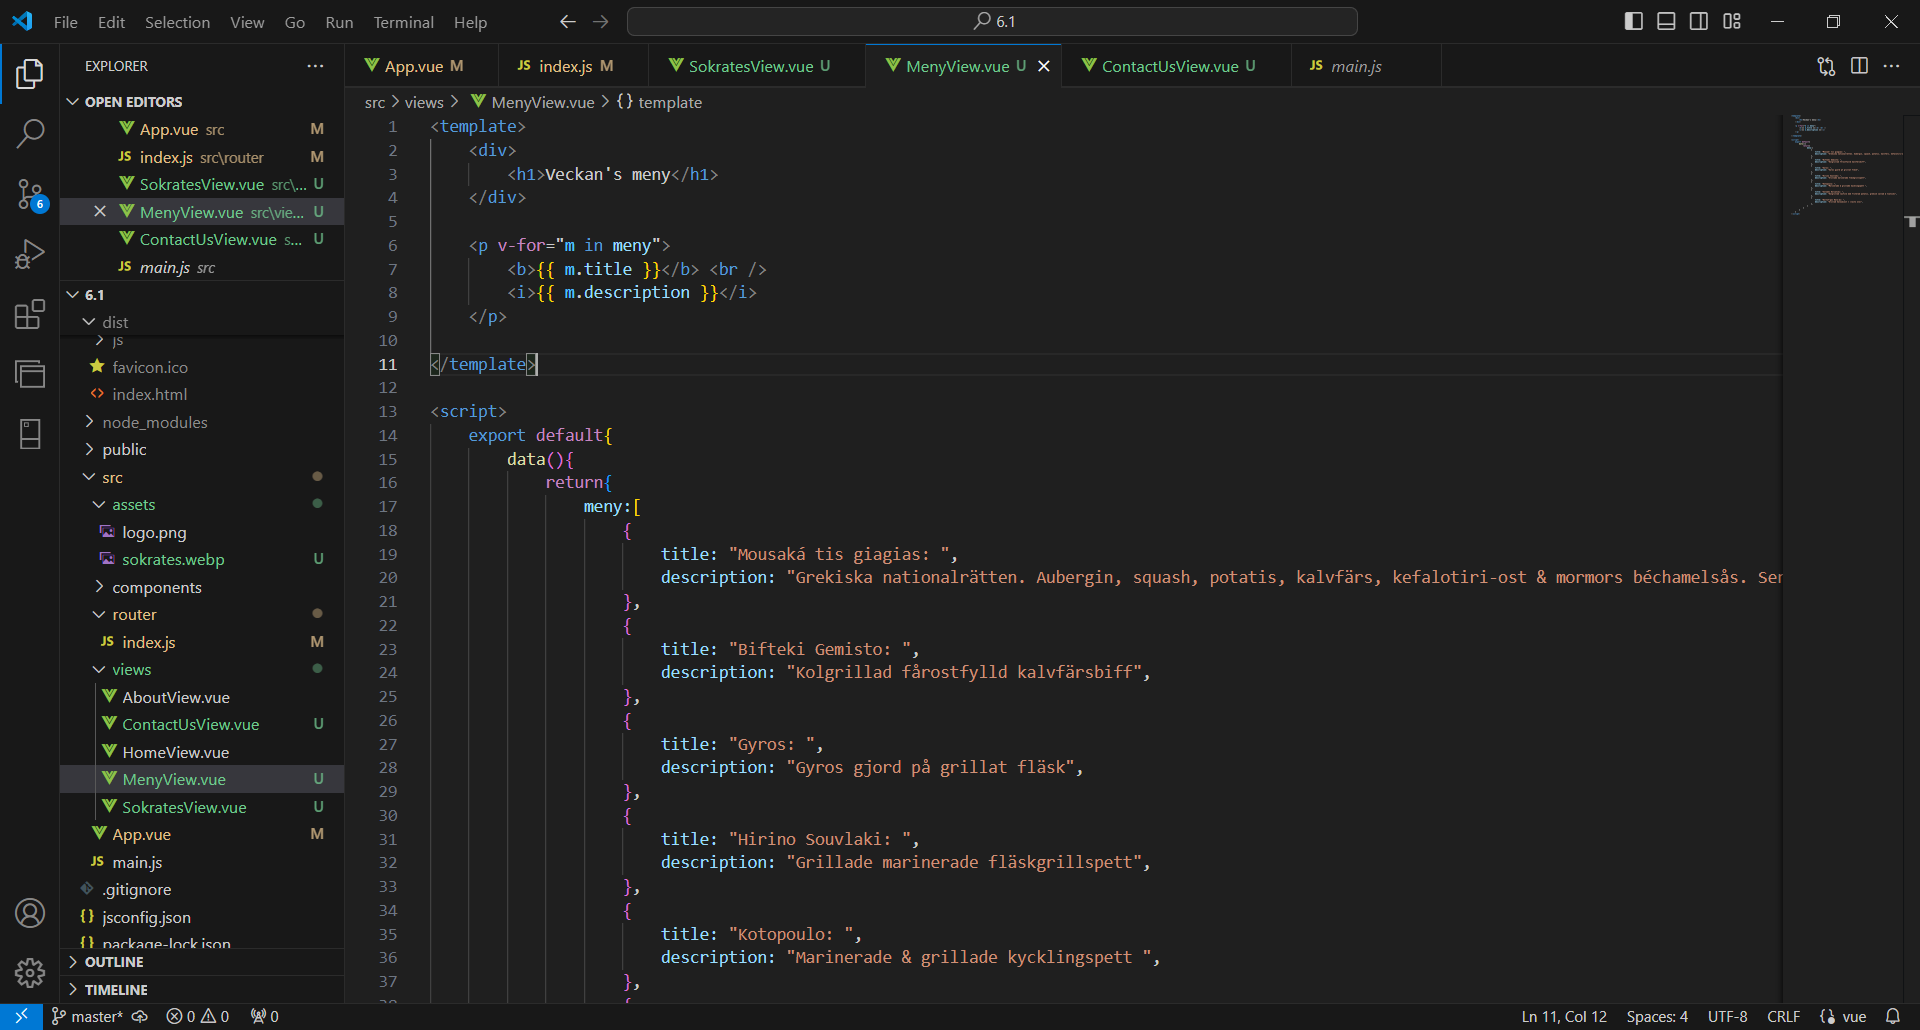 File Edit Selection View Go Run Terminal Help
6.1
EXPLORER
OPEN EDITORS
App.vue src M
index.js src\router M
SokratesView.vue src\... U
MenyView.vue src\vie... U
ContactUsView.vue s... U
main.js src
6.1
dist
js
favicon.ico
index.html
node_modules
public
src
assets
logo.png
sokrates.webp U
components
router
index.js M
views
AboutView.vue
ContactUsView.vue U
HomeView.vue
MenyView.vue U
SokratesView.vue U
App.vue M
main.js
.gitignore
jsconfig.json
package-lock.json
OUTLINE
TIMELINE
App.vue M
index.js M
SokratesView.vue U
MenyView.vue U
ContactUsView.vue U
main.js
src > views > MenyView.vue > {} template
1 <template>
2 <div>
3 <h1>Veckan's meny</h1>
4 </div>
5
6 <p v-for="m in meny">
7 <b>{{ m.title }}</b> <br />
8 <i>{{ m.description }}</i>
9 </p>
10
11 </template>
12
13 <script>
14 export default{
15 data(){
16 return{
17 meny:[
18 {
19 title: "Mousaká tis giagias: ",
20 description: "Grekiska nationalrätten. Aubergin, squash, potatis, kalvfärs, kefalotiri-ost & mormors béchamelsås. Ser
21 },
22 {
23 title: "Bifteki Gemisto: ",
24 description: "Kolgrillad fårostfylld kalvfärsbiff",
25 },
26 {
27 title: "Gyros: ",
28 description: "Gyros gjord på grillat fläsk",
29 },
30 {
31 title: "Hirino Souvlaki: ",
32 description: "Grillade marinerade fläskgrillspett",
33 },
34 {
35 title: "Kotopoulo: ",
36 description: "Marinerade & grillade kycklingspett ",
37 },
38 {
master* 0 0 0
Ln 11, Col 12 Spaces: 4 UTF-8 CRLF vue
6